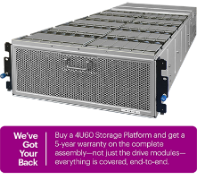 We've
Got
Your
Back
Buy a 4U60 Storage Platform and get a
5-year warranty on the complete
assembly—not just the drive modules—
everything is covered, end-to-end.